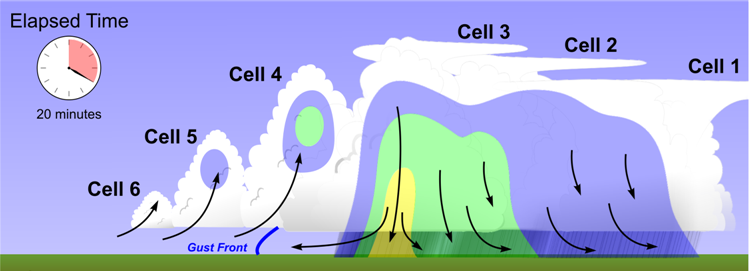 Elapsed Time
20 minutes
Cell 6
Cell 5
Cell 4
Cell 3
Cell 2
Cell 1
Gust Front